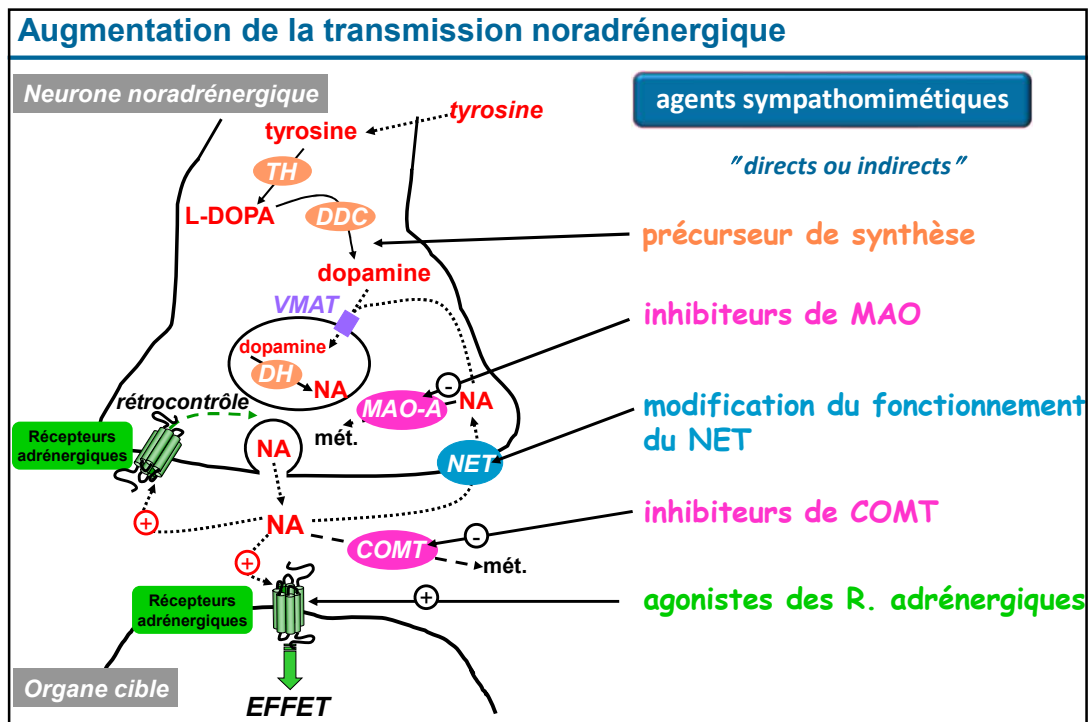 Augmentation de la transmission noradrénergique
Neurone noradrénergique
agents sympathomimétiques
tyrosine
tyrosine
"directs ou indirects"
TH
L-DOPA
DDC
précurseur de synthèse
dopamine
VMAT
inhibiteurs de MAO
dopamine
DH
NA
-
MAO-A
NA
rétrocontrôle
mét.
modification du fonctionnement
du NET
Récepteurs
adrénergiques
NA
NET
+
NA
inhibiteurs de COMT
-
COMT
mét.
+
+
agonistes des R. adrénergiques
Récepteurs
adrénergiques
Organe cible
EFFET